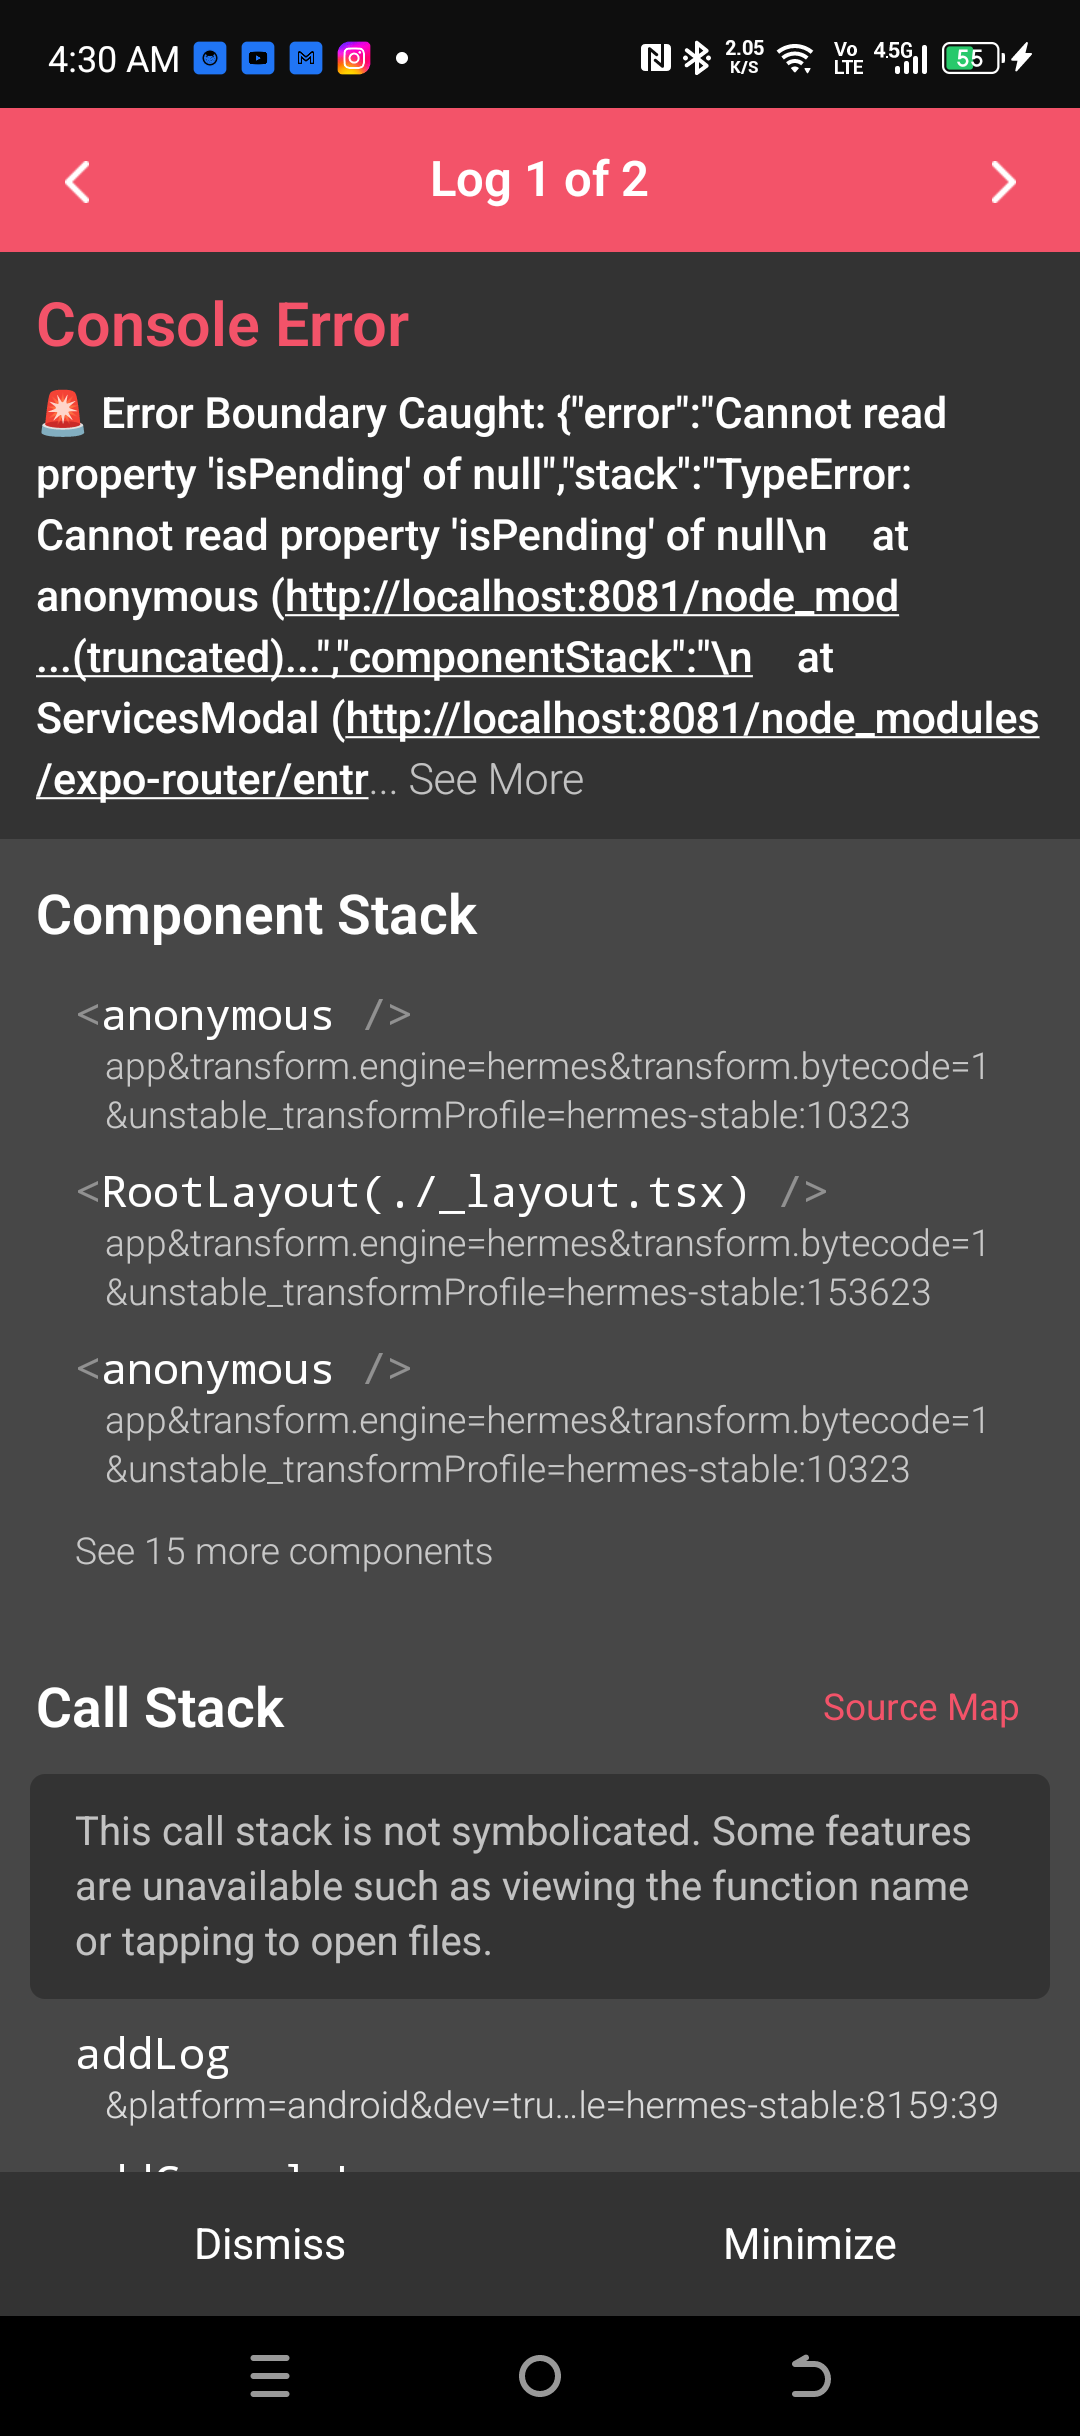 4:30 AM
2.05
K/S
Vo
LTE
4.5G
55
Log 1 of 2
Console Error
🚨 Error Boundary Caught: {"error":"Cannot read
property 'isPending' of null","stack":"TypeError:
Cannot read property 'isPending' of null\n    at
anonymous (http://localhost:8081/node_mod
...(truncated)...","componentStack":"\n    at
ServicesModal (http://localhost:8081/node_modules
/expo-router/entr... See More
Component Stack
<anonymous />
app&transform.engine=hermes&transform.bytecode=1
&unstable_transformProfile=hermes-stable:10323
<RootLayout(./_layout.tsx) />
app&transform.engine=hermes&transform.bytecode=1
&unstable_transformProfile=hermes-stable:153623
<anonymous />
app&transform.engine=hermes&transform.bytecode=1
&unstable_transformProfile=hermes-stable:10323
See 15 more components
Call Stack
Source Map
This call stack is not symbolicated. Some features
are unavailable such as viewing the function name
or tapping to open files.
addLog
&platform=android&dev=tru...le=hermes-stable:8159:39
Dismiss
Minimize